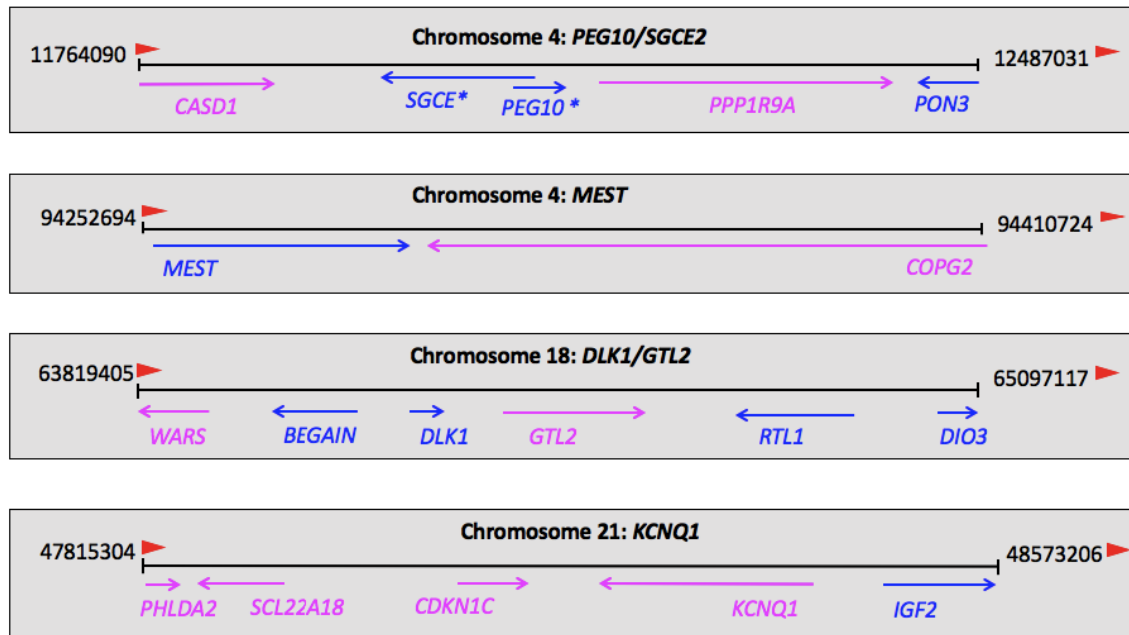 Chromosome 4: PEG10/SGCE2
11764090 12487031
CASD1 SGCE* PEG10 * PPP1R9A PON3
Chromosome 4: MEST
94252694 94410724
MEST COPG2
Chromosome 18: DLK1/GTL2
63819405 65097117
WARS BEGAIN DLK1 GTL2 RTL1 DIO3
Chromosome 21: KCNQ1
47815304 48573206
PHLDA2 SCL22A18 CDKN1C KCNQ1 IGF2